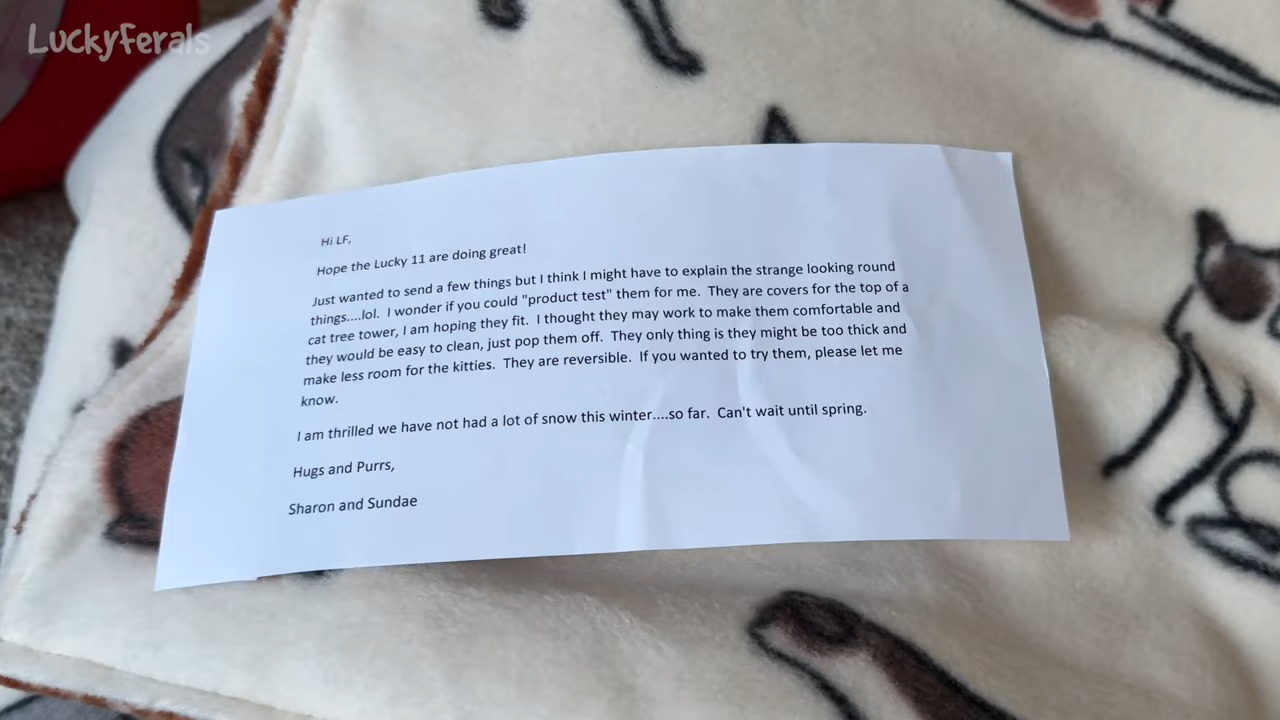 LuckyFerals
Hi LF,
Hope the Lucky 11 are doing great!
Just wanted to send a few things but I think I might have to explain the strange looking round
things....lol.  I wonder if you could "product test" them for me.  They are covers for the top of a
cat tree tower, I am hoping they fit.  I thought they may work to make them comfortable and
they would be easy to clean, just pop them off.  They only thing is they might be too thick and
make less room for the kitties.  They are reversible.  If you wanted to try them, please let me
know.
I am thrilled we have not had a lot of snow this winter....so far.  Can't wait until spring.
Hugs and Purrs,
Sharon and Sundae